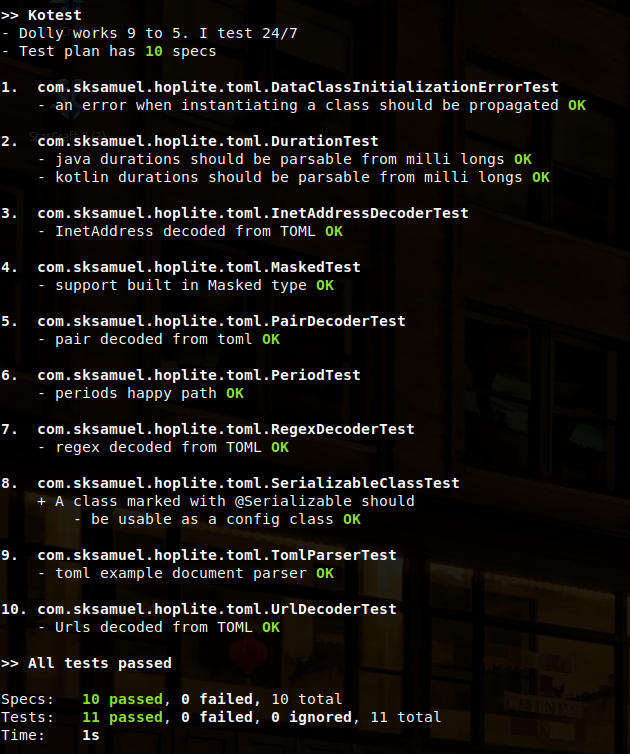 >> Kotest
- Dolly works 9 to 5. I test 24/7
- Test plan has 10 specs
1. com.sksamuel.hoplite.toml.DataClassInitializationErrorTest
- an error when instantiating a class should be propagated OK
2. com.sksamuel.hoplite.toml.DurationTest
- java durations should be parsable from milli longs OK
- kotlin durations should be parsable from milli longs OK
3. com.sksamuel.hoplite.toml.InetAddressDecoderTest
- InetAddress decoded from TOML OK
4. com.sksamuel.hoplite.toml.MaskedTest
- support built in Masked type OK
5. com.sksamuel.hoplite.toml.PairDecoderTest
- pair decoded from toml OK
6. com.sksamuel.hoplite.toml.PeriodTest
- periods happy path OK
7. com.sksamuel.hoplite.toml.RegexDecoderTest
- regex decoded from TOML OK
8. com.sksamuel.hoplite.toml.SerializableClassTest
+ A class marked with @Serializable should
- be usable as a config class OK
9. com.sksamuel.hoplite.toml.TomlParserTest
- toml example document parser OK
10. com.sksamuel.hoplite.toml.UrlDecoderTest
- Urls decoded from TOML OK
>> All tests passed
Specs: 10 passed, 0 failed, 10 total
Tests: 11 passed, 0 failed, 0 ignored, 11 total
Time: 1s